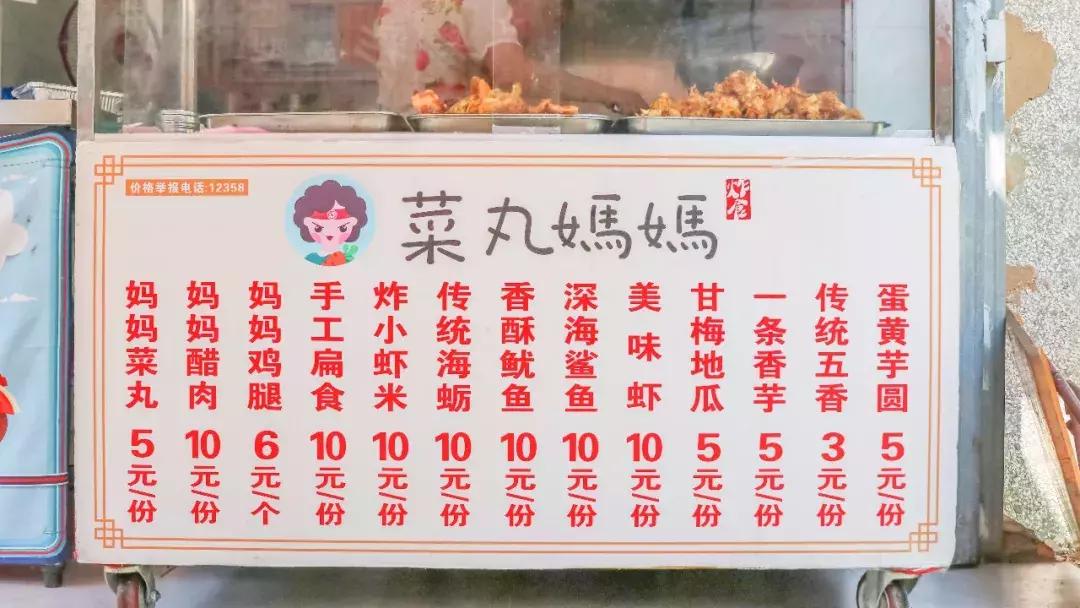 价格举报电话:12358
菜丸媽媽
炸食
妈妈菜丸 5元/份
妈妈醋肉 10元/份
妈妈鸡腿 6元/个
手工扁食 10元/份
炸小虾米 10元/份
传统海蛎 10元/份
香酥鱿鱼 10元/份
深海鲨鱼 10元/份
美味虾 10元/份
甘梅地瓜 5元/份
一条香芋 5元/份
传统五香 3元/份
蛋黄芋圆 5元/份